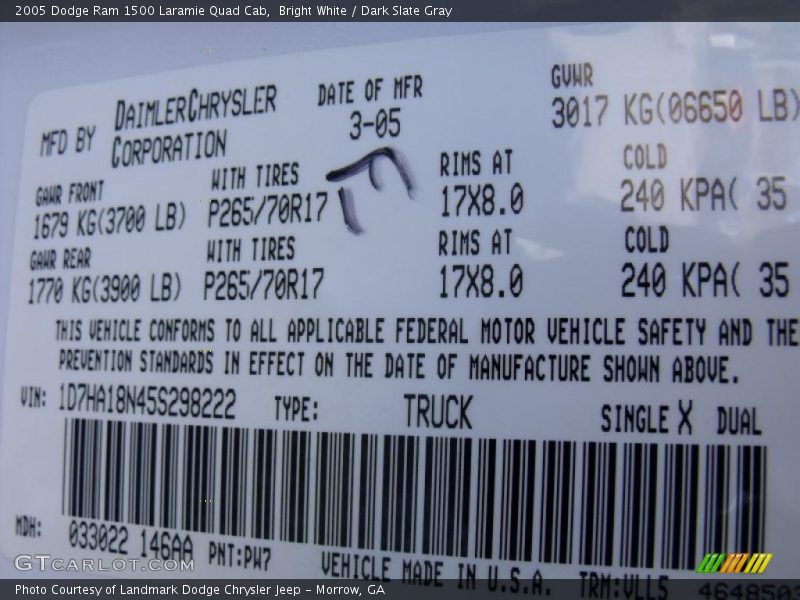 2005 Dodge Ram 1500 Laramie Quad Cab,  Bright White / Dark Slate Gray
MFD BY DAIMLERCHRYSLER CORPORATION
DATE OF MFR
3-05
GVWR
3017 KG(06650 LB)
GAWR FRONT
1679 KG(3700 LB)
WITH TIRES
P265/70R17
RIMS AT
17X8.0
COLD
240 KPA( 35
GAWR REAR
1770 KG(3900 LB)
WITH TIRES
P265/70R17
RIMS AT
17X8.0
COLD
240 KPA( 35
THIS VEHICLE CONFORMS TO ALL APPLICABLE FEDERAL MOTOR VEHICLE SAFETY AND THE
PREVENTION STANDARDS IN EFFECT ON THE DATE OF MANUFACTURE SHOWN ABOVE.
VIN: 1D7HA18N45S298222 TYPE: TRUCK SINGLE X DUAL
MDH: 033022 146AA PNT:PW7 VEHICLE MADE IN U.S.A. TRM:VLL5
GTCARLOT.COM
Photo Courtesy of Landmark Dodge Chrysler Jeep – Morrow, GA